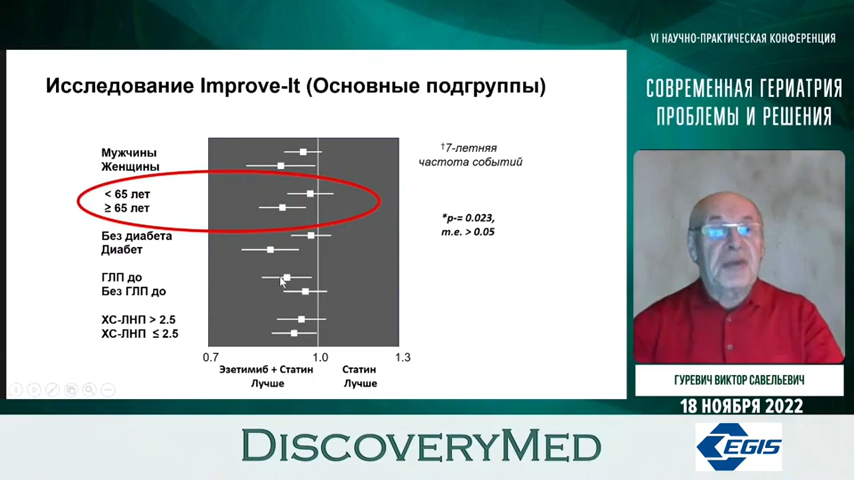 VI НАУЧНО-ПРАКТИЧЕСКАЯ КОНФЕРЕНЦИЯ
СОВРЕМЕННАЯ ГЕРИАТРИЯ
ПРОБЛЕМЫ И РЕШЕНИЯ
Исследование Improve-It (Основные подгруппы)
Мужчины
Женщины
< 65 лет
≥ 65 лет
Без диабета
Диабет
ГЛП до
Без ГЛП до
ХС-ЛНП > 2.5
ХС-ЛНП ≤ 2.5
0.7 1.0 1.3
Эзетимиб + Статин
Лучше
Статин
Лучше
†7-летняя
частота событий
*p-= 0.023,
т.е. > 0.05
ГУРЕВИЧ ВИКТОР САВЕЛЬЕВИЧ
18 НОЯБРЯ 2022
DISCOVERYMED
EGIS